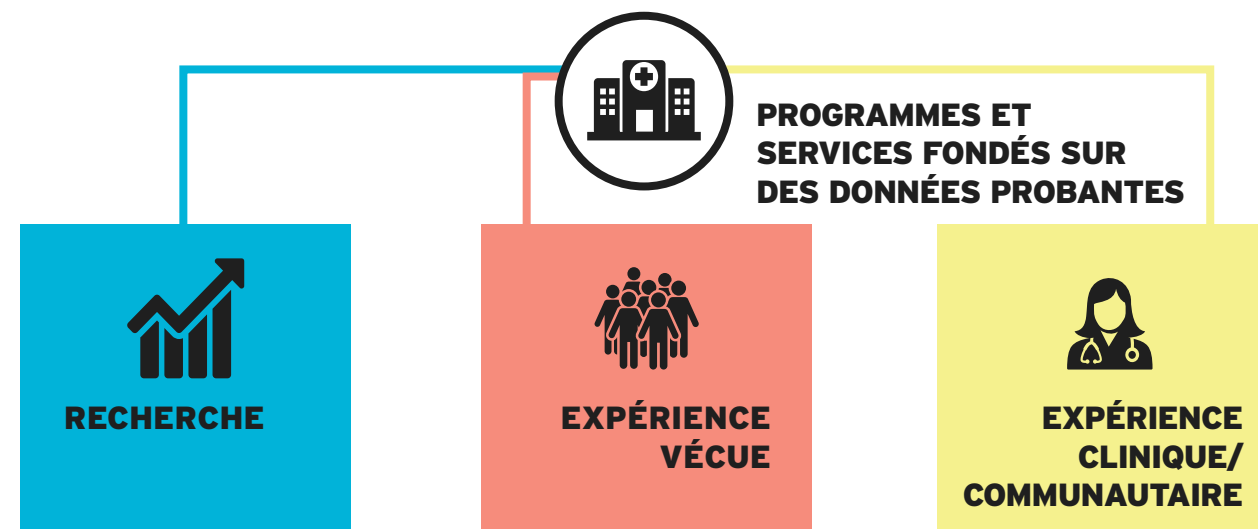 PROGRAMMES ET
SERVICES FONDÉS SUR
DES DONNÉES PROBANTES
RECHERCHE
EXPÉRIENCE
VÉCUE
EXPÉRIENCE
CLINIQUE/
COMMUNAUTAIRE